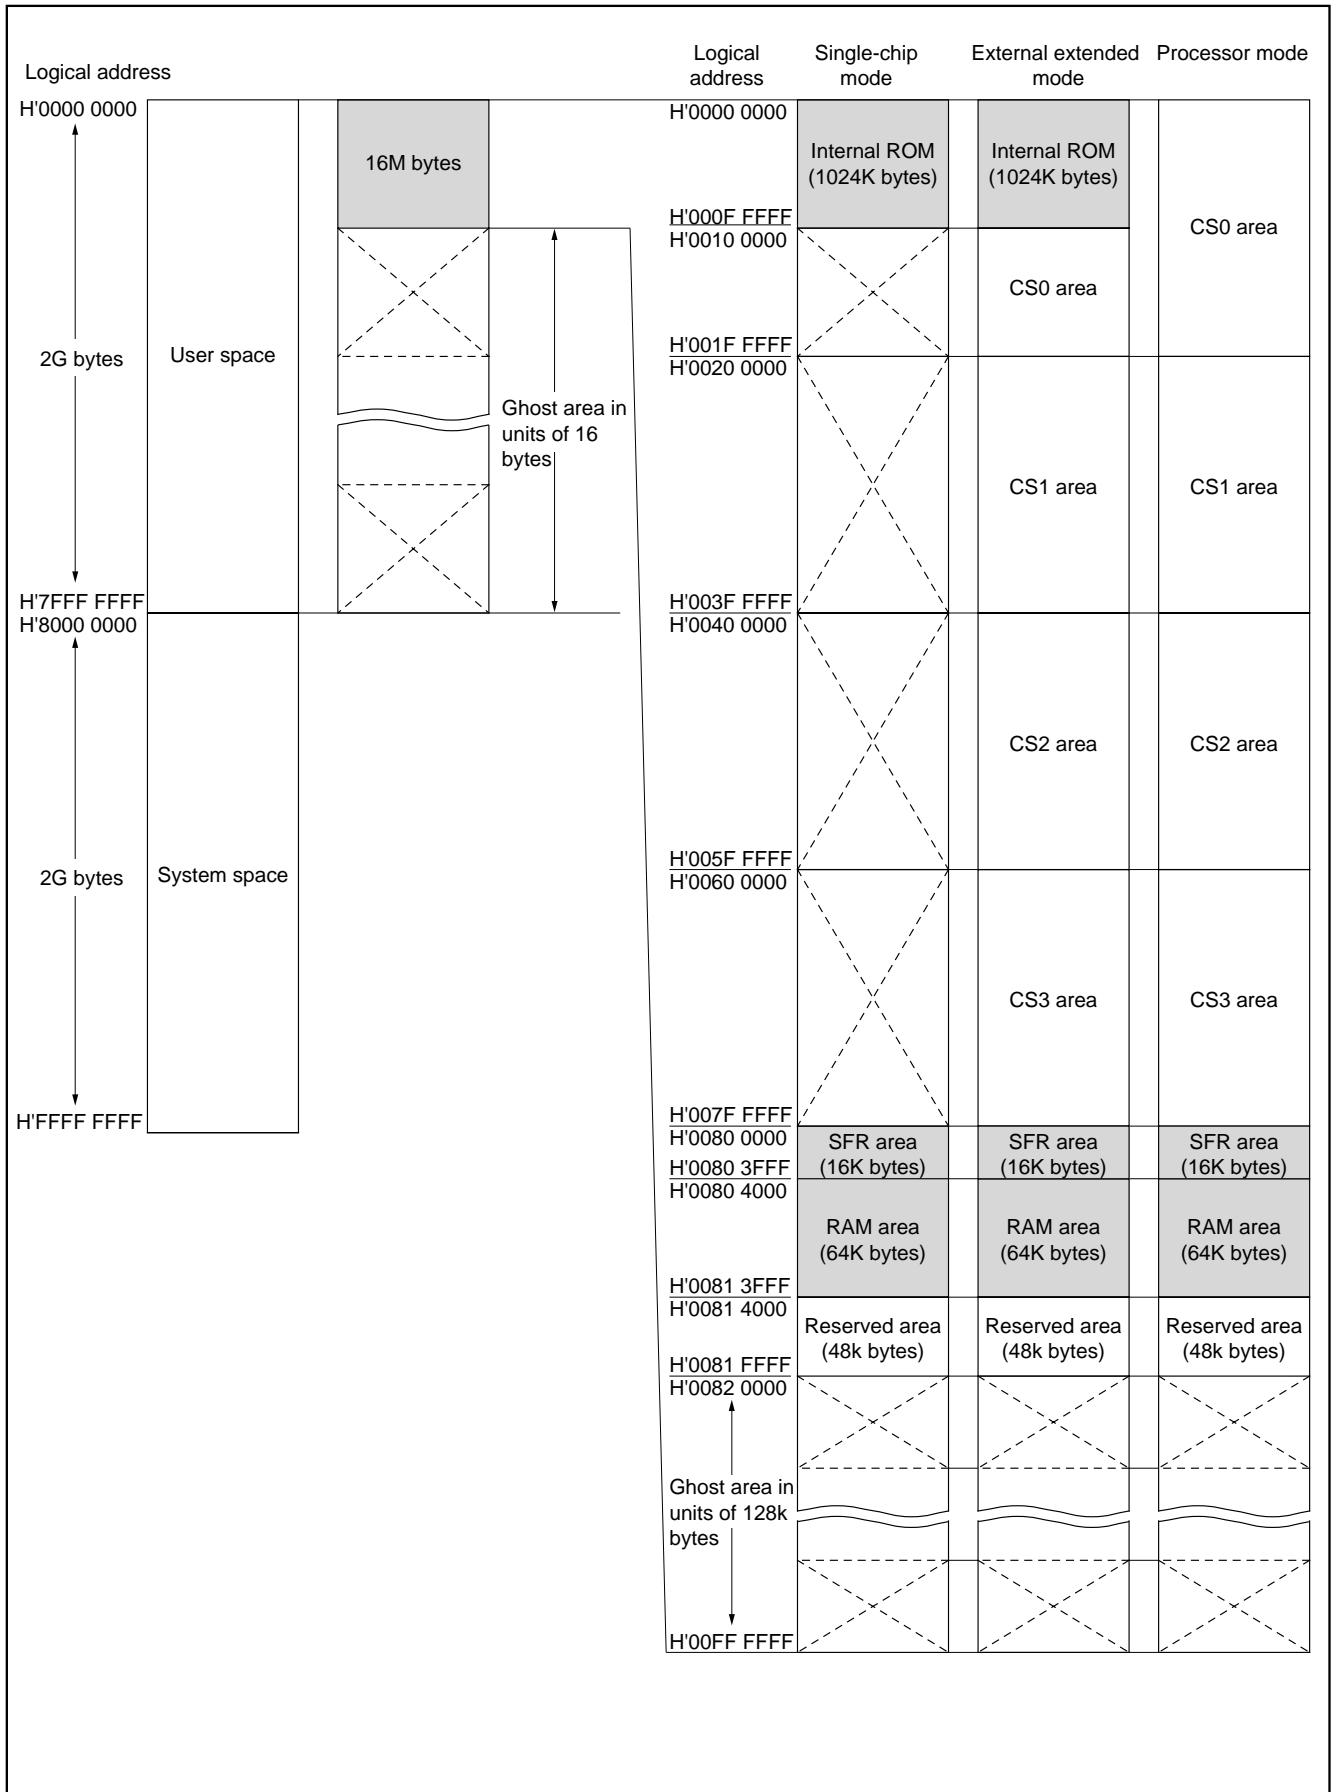 Logical address
H'0000 0000
2G bytes
H'7FFF FFFF
H'8000 0000
2G bytes
H'FFFF FFFF
User space
System space
16M bytes
Ghost area in
units of 16
bytes
Logical
address
Single-chip
mode
External extended
mode
Processor mode
H'0000 0000
H'000F FFFF
H'0010 0000
H'001F FFFF
H'0020 0000
H'003F FFFF
H'0040 0000
H'005F FFFF
H'0060 0000
H'007F FFFF
H'0080 0000
H'0080 3FFF
H'0080 4000
H'0081 3FFF
H'0081 4000
H'0081 FFFF
H'0082 0000
Ghost area in
units of 128k
bytes
H'00FF FFFF
Internal ROM
(1024K bytes)
SFR area
(16K bytes)
RAM area
(64K bytes)
Reserved area
(48k bytes)
Internal ROM
(1024K bytes)
CS0 area
CS1 area
CS2 area
CS3 area
SFR area
(16K bytes)
RAM area
(64K bytes)
Reserved area
(48k bytes)
CS0 area
CS1 area
CS2 area
CS3 area
SFR area
(16K bytes)
RAM area
(64K bytes)
Reserved area
(48k bytes)